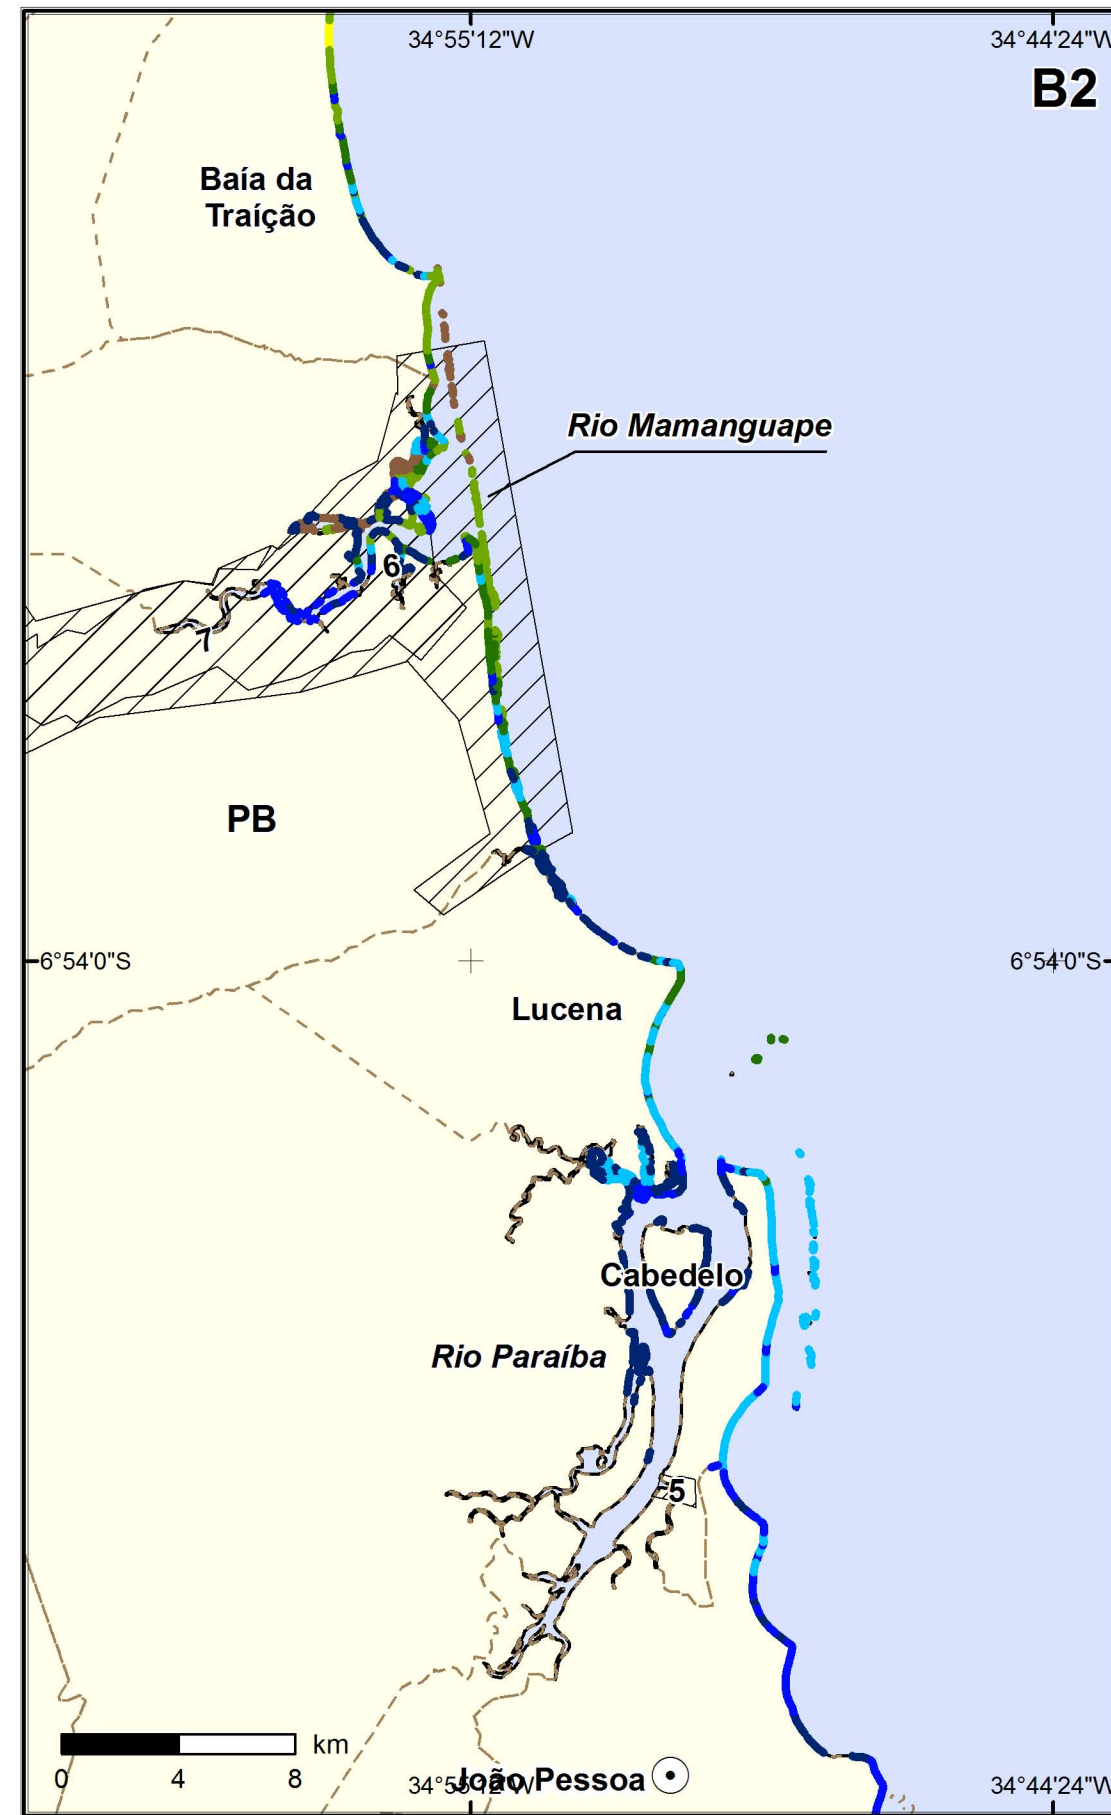 34°55'12"W
34°44'24"W
B2
Baía da
Traíção
Rio Mamanguape
6
7
PB
6°54'0"S
6°54'0"S
Lucena
Cabedelo
Rio Paraíba
5
km
0 4 8
João Pessoa
34°55'12"W
34°44'24"W